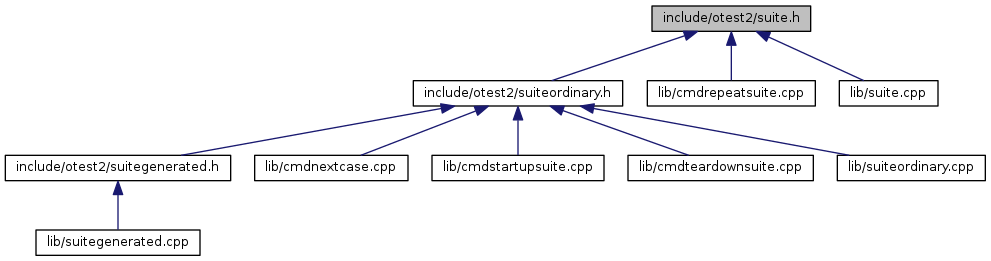 include/otest2/suite.h
include/otest2/suiteordinary.h
lib/cmdrepeatsuite.cpp
lib/suite.cpp
include/otest2/suitegenerated.h
lib/cmdnextcase.cpp
lib/cmdstartupsuite.cpp
lib/cmdteardownsuite.cpp
lib/suiteordinary.cpp
lib/suitegenerated.cpp